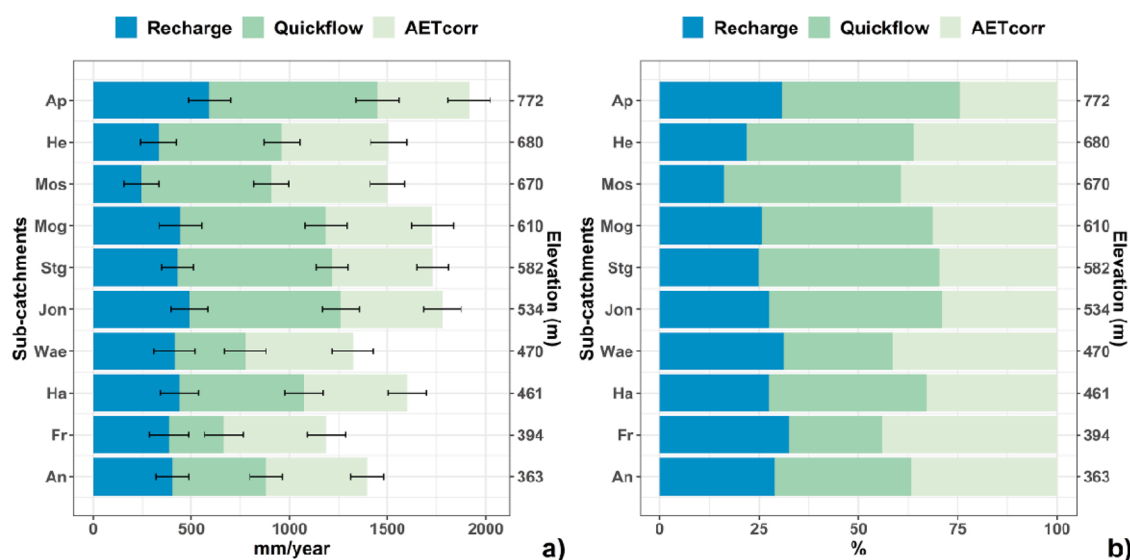 Recharge Quickflow AETcorr
Sub-catchments
Ap 772
He 680
Mos 670
Mog 610
Stg 582
Jon 534
Wae 470
Ha 461
Fr 394
An 363
Elevation (m)
0 500 1000 1500 2000
mm/year
a)
Recharge Quickflow AETcorr
Sub-catchments
Ap 772
He 680
Mos 670
Mog 610
Stg 582
Jon 534
Wae 470
Ha 461
Fr 394
An 363
Elevation (m)
0 25 50 75 100
%
b)